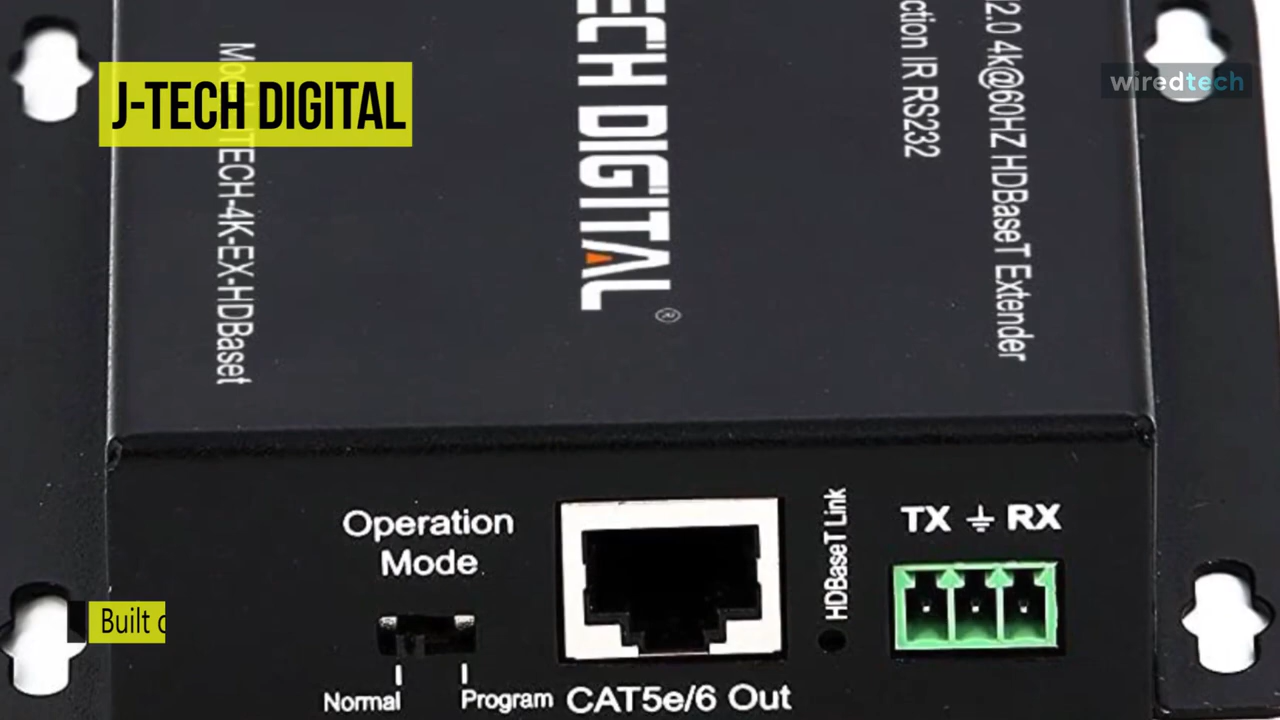 J-TECH DIGITAL
wiredtech
TECH-4K-EX-HDBaset
ECH DIGITAL
®
ction IR RS232
2.0 4k@60HZ HDBaseT Extender
Operation
Mode
Normal
Program
CAT5e/6 Out
HDBaseT Link
TX RX
Built